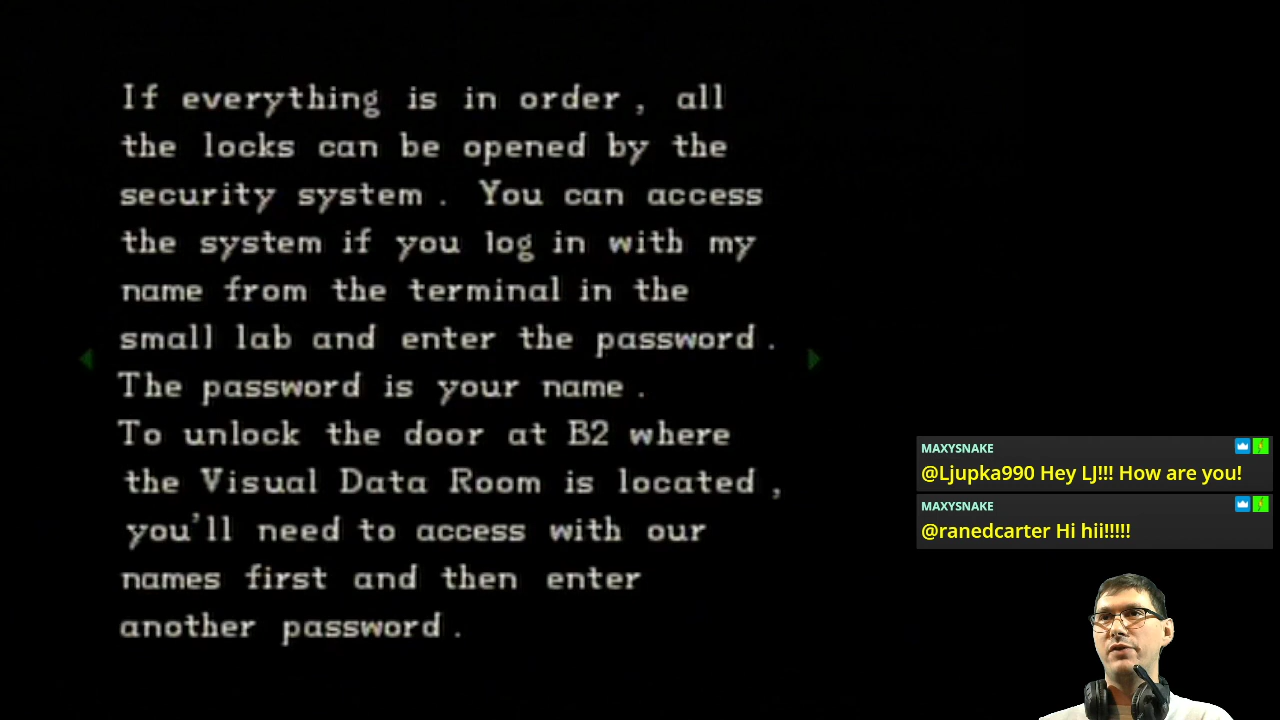 If everything is in order, all
the locks can be opened by the
security system. You can access
the system if you log in with my
name from the terminal in the
small lab and enter the password.
The password is your name.
To unlock the door at B2 where
the Visual Data Room is located,
you'll need to access with our
names first and then enter
another password.
MAXYSNAKE
@Ljupka990 Hey LJ!!! How are you!
MAXYSNAKE
@ranedcarter Hi hii!!!!!